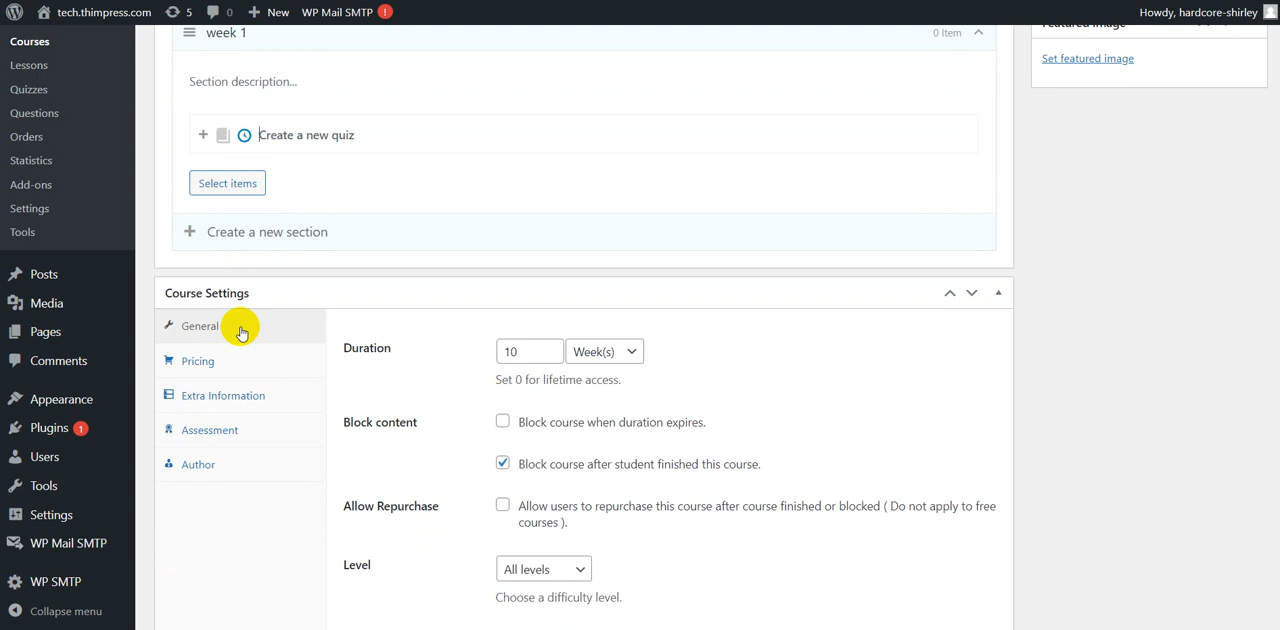 tech.thimpress.com
5
0
New
WP Mail SMTP
!
Howdy, hardcore-shirley
Courses
Lessons
Quizzes
Questions
Orders
Statistics
Add-ons
Settings
Tools
Posts
Media
Pages
Comments
Appearance
Plugins 1
Users
Tools
Settings
WP Mail SMTP
WP SMTP
Collapse menu
week 1
0 Item
Section description...
Create a new quiz
Select items
Create a new section
Course Settings
General
Pricing
Extra Information
Assessment
Author
Duration
10
Week(s)
Set 0 for lifetime access.
Block content
Block course when duration expires.
Block course after student finished this course.
Allow Repurchase
Allow users to repurchase this course after course finished or blocked ( Do not apply to free
courses ).
Level
All levels
Choose a difficulty level.
Featured image
Set featured image